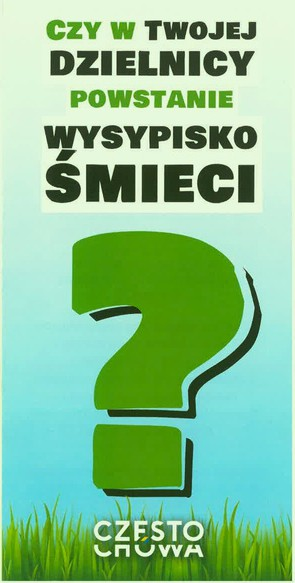 Czy w Twojej
dzielnicy
powstanie
wysypisko
śmieci
?
CZĘSTO
CHOWA